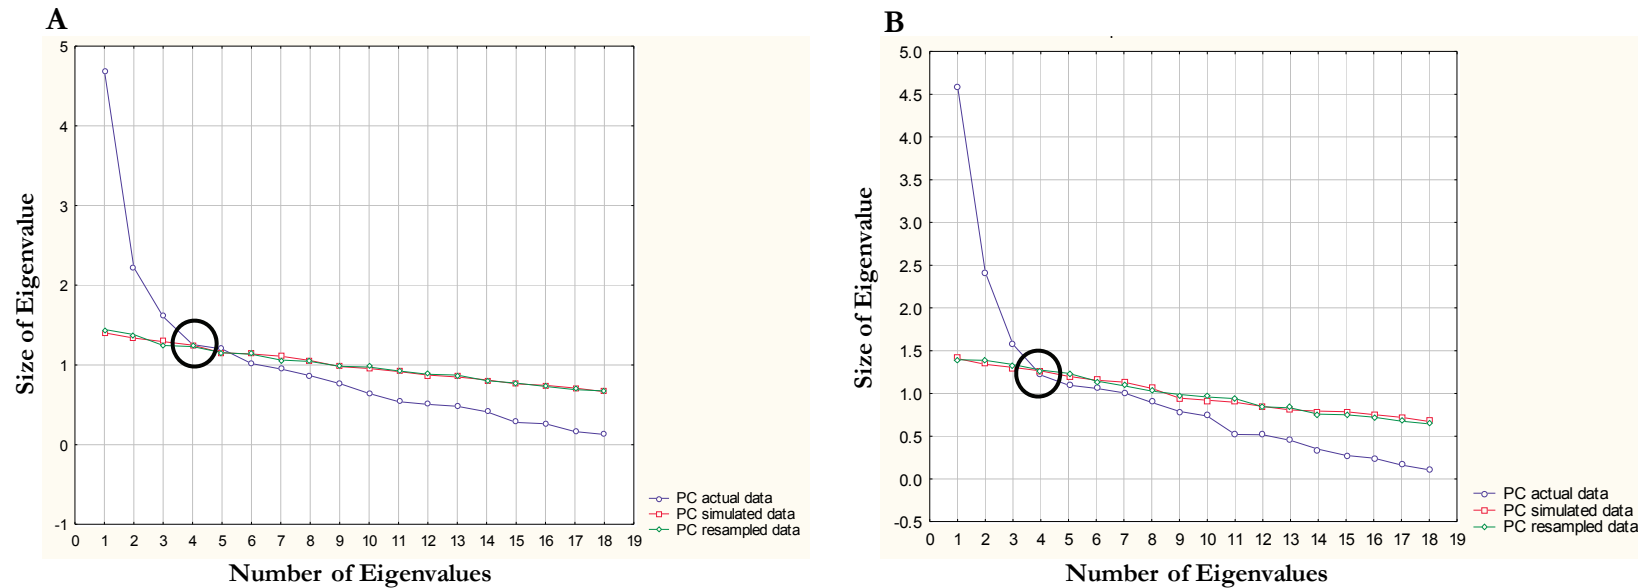 A
5
4
3
2
1
0
-1
0 1 2 3 4 5 6 7 8 9 10 11 12 13 14 15 16 17 18 19
Size of Eigenvalue
Number of Eigenvalues
PC actual data
PC simulated data
PC resampled data
B
5.0
4.5
4.0
3.5
3.0
2.5
2.0
1.5
1.0
0.5
0.0
-0.5
0 1 2 3 4 5 6 7 8 9 10 11 12 13 14 15 16 17 18 19
Size of Eigenvalue
Number of Eigenvalues
PC actual data
PC simulated data
PC resampled data